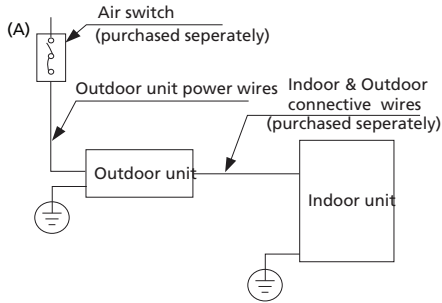 (A)
Air switch
(purchased seperately)
Outdoor unit power wires
Indoor & Outdoor
connective wires
(purchased seperately)
Outdoor unit
Indoor unit